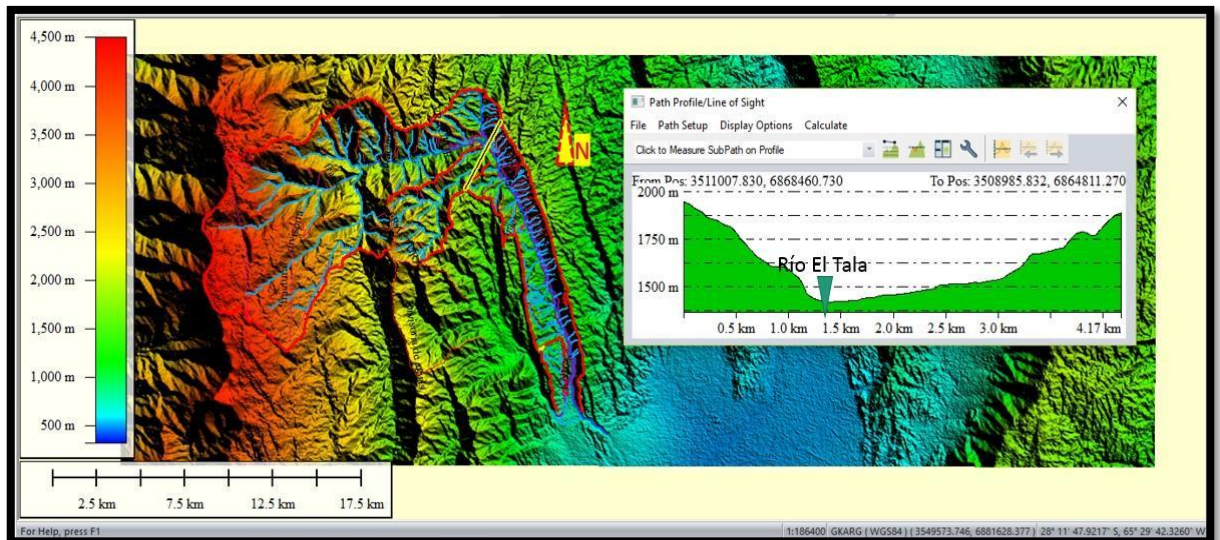 4,500 m
4,000 m
3,500 m
3,000 m
2,500 m
2,000 m
1,500 m
1,000 m
500 m
N
2.5 km 7.5 km 12.5 km 17.5 km
Path Profile/Line of Sight
File Path Setup Display Options Calculate
Click to Measure SubPath on Profile
From Pos: 3511007.830, 6868460.730 To Pos: 3508985.832, 6864811.270
2000 m
1750 m
1500 m
Río El Tala
0.5 km 1.0 km 1.5 km 2.0 km 2.5 km 3.0 km 4.17 km
For Help, press F1
1:186400 GKARG ( WGS84 ) ( 3549573.746, 6881628.377 ) 28° 11' 47.9217" S, 65° 29' 42.3260" W